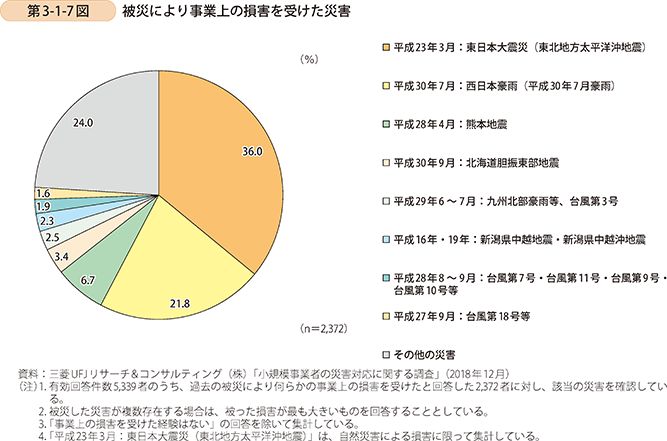 第3-1-7図 被災により事業上の損害を受けた災害
（%）
36.0
21.8
6.7
3.4
2.5
2.3
1.9
1.6
24.0
（n＝2,372）
平成23年3月：東日本大震災（東北地方太平洋沖地震）
平成30年7月：西日本豪雨（平成30年7月豪雨）
平成28年4月：熊本地震
平成30年9月：北海道胆振東部地震
平成29年6～7月：九州北部豪雨等、台風第3号
平成16年・19年：新潟県中越地震・新潟県中越沖地震
平成28年8～9月：台風第7号・台風第11号・台風第9号・
台風第10号等
平成27年9月：台風第18号等
その他の災害
資料：三菱UFJリサーチ＆コンサルティング（株）「小規模事業者の災害対応に関する調査」（2018年12月）
（注）1. 有効回答件数5,339者のうち、過去の被災により何らかの事業上の損害を受けたと回答した2,372者に対し、該当の災害を確認してい
る。
2. 被災した災害が複数存在する場合は、被った損害が最も大きいものを回答することとしている。
3. 「事業上の損害を受けた経験はない」の回答を除いて集計している。
4. 「平成23年3月：東日本大震災（東北地方太平洋沖地震）」は、自然災害による損害に限って集計している。